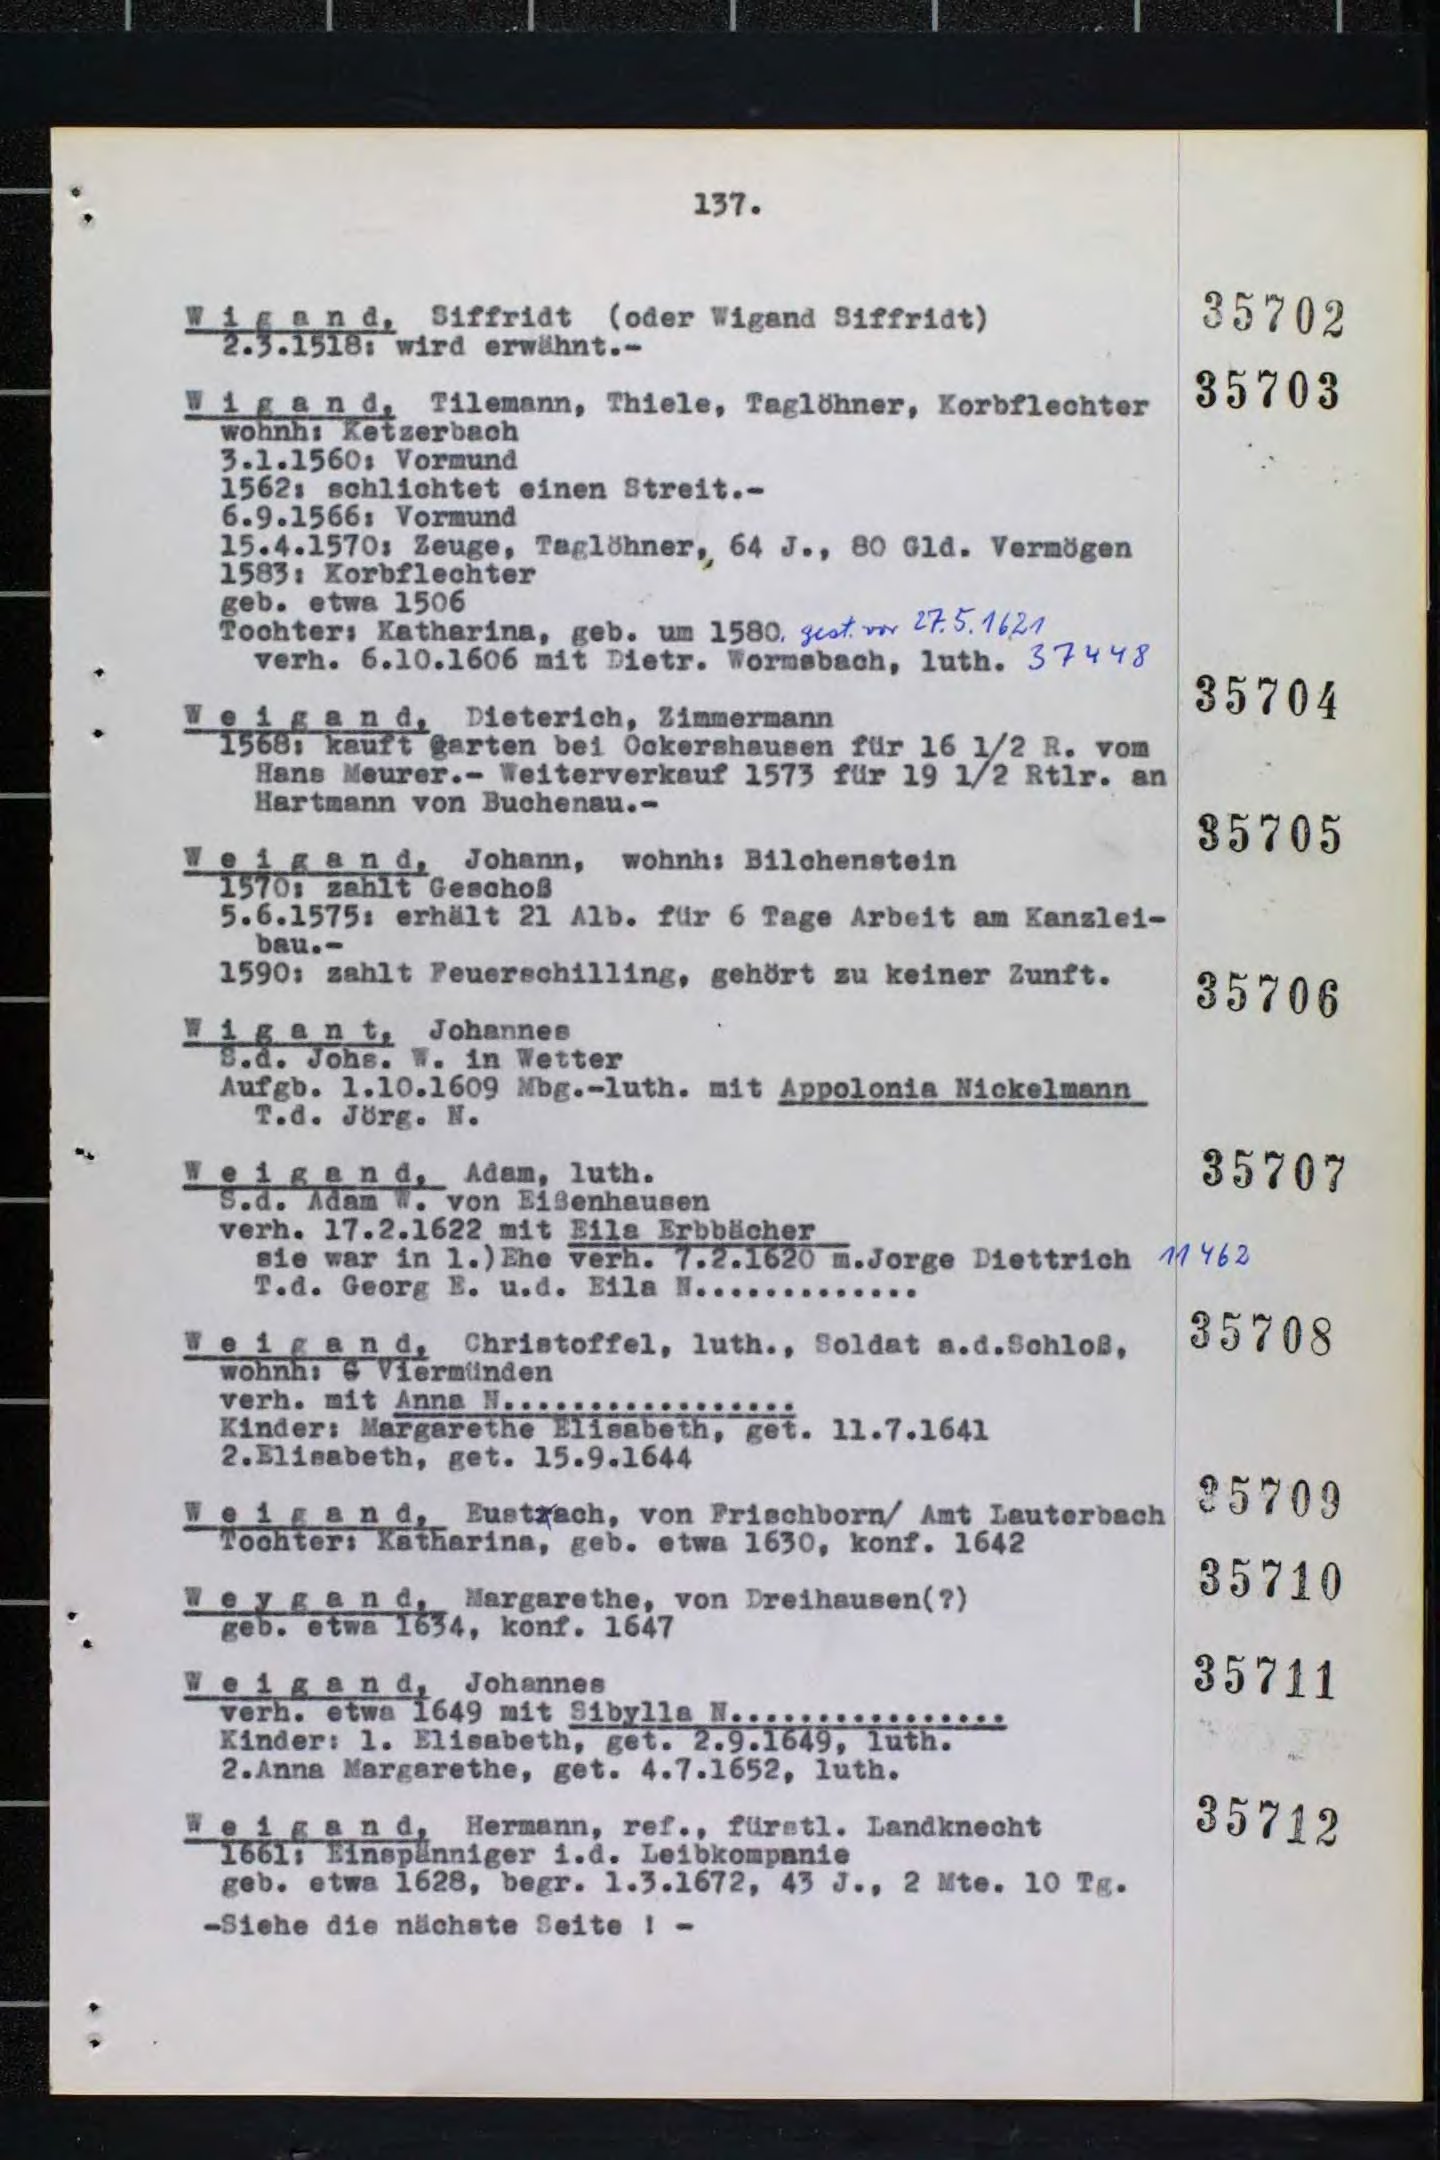 137.
W i g a n d, Siffridt (oder Wigand Siffridt) 35702
2.3.1518: wird erwähnt.-
W i g a n d, Tilemann, Thiele, Taglöhner, Korbflechter 35703
wohnh: Ketzerbach
3.1.1560: Vormund
1562: schlichtet einen Streit.-
6.9.1566: Vormund
15.4.1570: Zeuge, Taglöhner, 64 J., 80 Gld. Vermögen
1583: Korbflechter
geb. etwa 1506
Tochter: Katharina, geb. um 1580, gest. vor 27.5.1621
verh. 6.10.1606 mit Dietr. Wormsbach, luth. 37448
W e i g a n d, Dieterich, Zimmermann 35704
1568: kauft Garten bei Ockershausen für 16 1/2 R. vom
Hans Meurer.- Weiterverkauf 1573 für 19 1/2 Rtlr. an
Hartmann von Buchenau.-
W e i g a n d, Johann, wohnh: Bilchenstein 35705
1570: zahlt Geschoß
5.6.1575: erhält 21 Alb. für 6 Tage Arbeit am Kanzlei-
bau.-
1590: zahlt Feuerschilling, gehört zu keiner Zunft.
W i g a n t, Johannes 35706
S.d. Johs. W. in Wetter
Aufgb. 1.10.1609 Mbg.-luth. mit Appolonia Nickelmann
T.d. Jörg. N.
W e i g a n d, Adam, luth. 35707
S.d. Adam W. von Eißenhausen
verh. 17.2.1622 mit Eila Erbbächer
sie war in 1.)Ehe verh. 7.2.1620 m.Jorge Diettrich 11462
T.d. Georg E. u.d. Eila N.............
W e i g a n d, Christoffel, luth., Soldat a.d.Schloß, 35708
wohnh: Viermünden
verh. mit Anna N.................
Kinder: Margarethe Elisabeth, get. 11.7.1641
2.Elisabeth, get. 15.9.1644
W e i g a n d, Eustach, von Frischborn/ Amt Lauterbach 35709
Tochter: Katharina, geb. etwa 1630, konf. 1642
W e y g a n d, Margarethe, von Dreihausen(?) 35710
geb. etwa 1634, konf. 1647
W e i g a n d, Johannes 35711
verh. etwa 1649 mit Sibylla N................
Kinder: 1. Elisabeth, get. 2.9.1649, luth.
2.Anna Margarethe, get. 4.7.1652, luth.
W e i g a n d, Hermann, ref., fürstl. Landknecht 35712
1661: Einspänniger i.d. Leibkompanie
geb. etwa 1628, begr. 1.3.1672, 43 J., 2 Mte. 10 Tg.
-Siehe die nächste Seite ! -